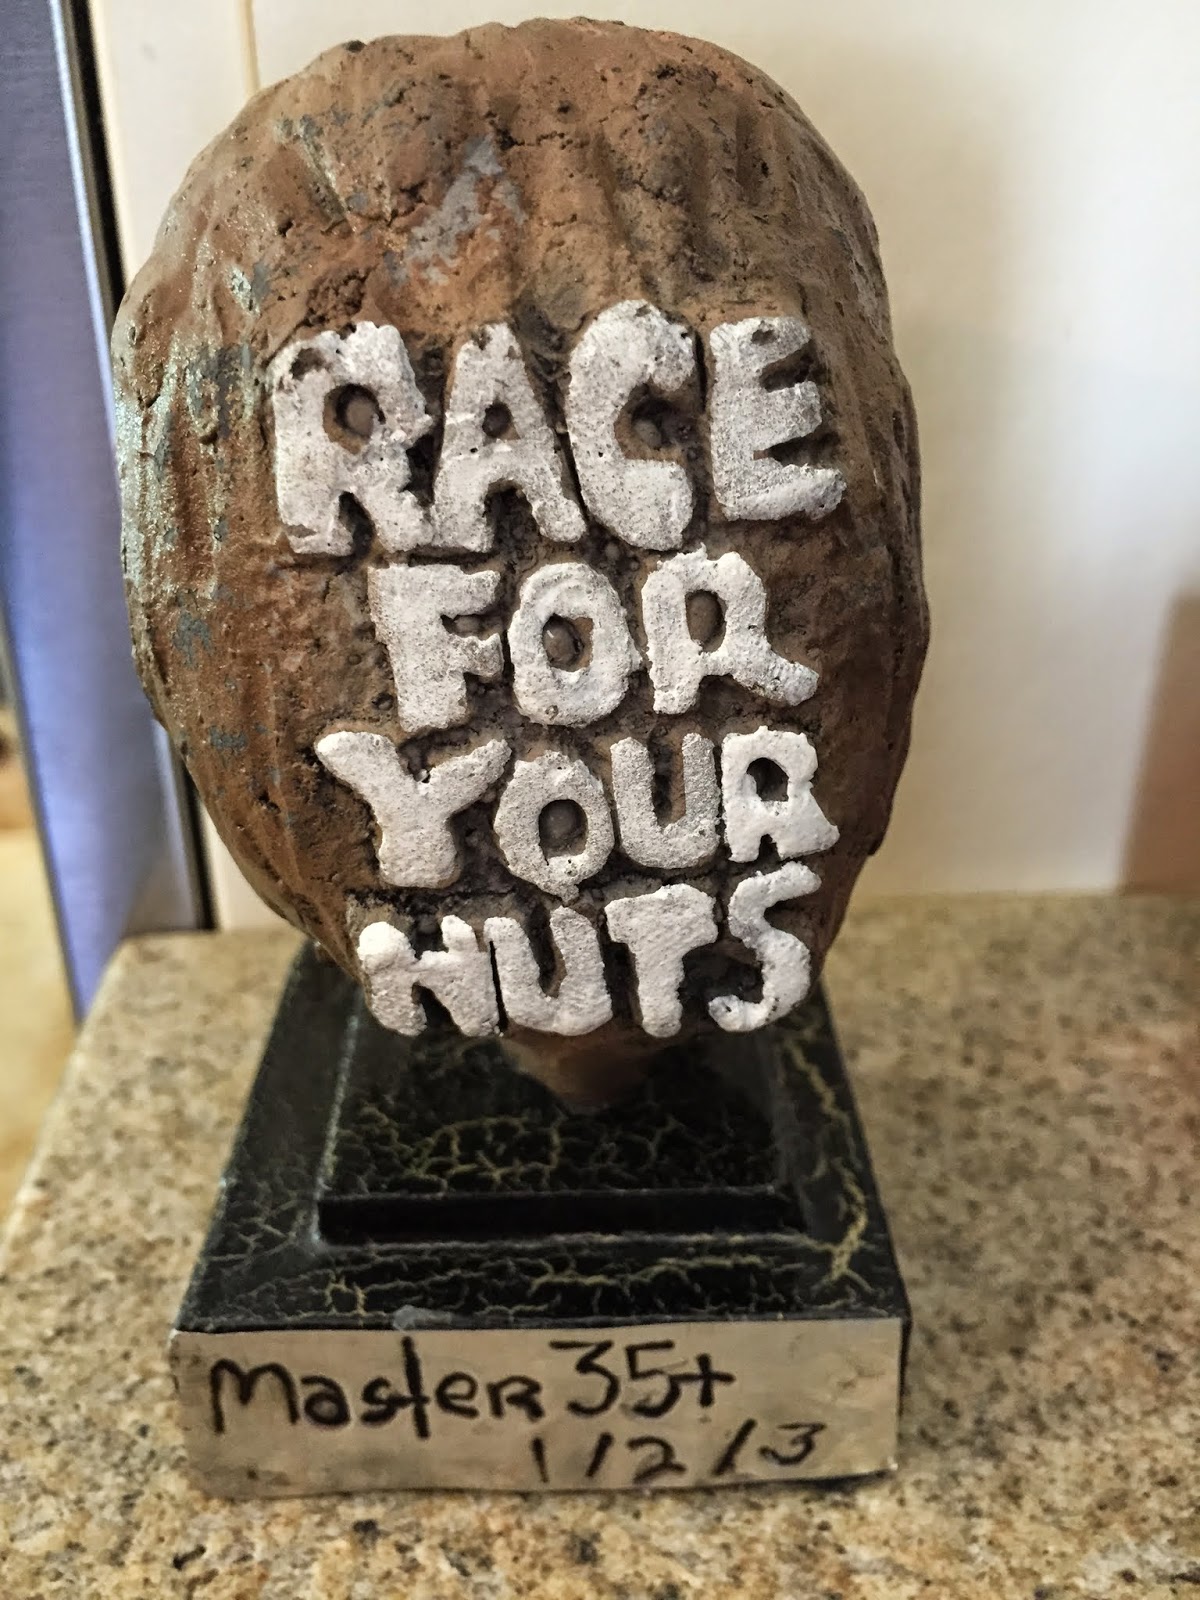 RACE
FOR
YOUR
NUTS
Master 35+
1/2/3